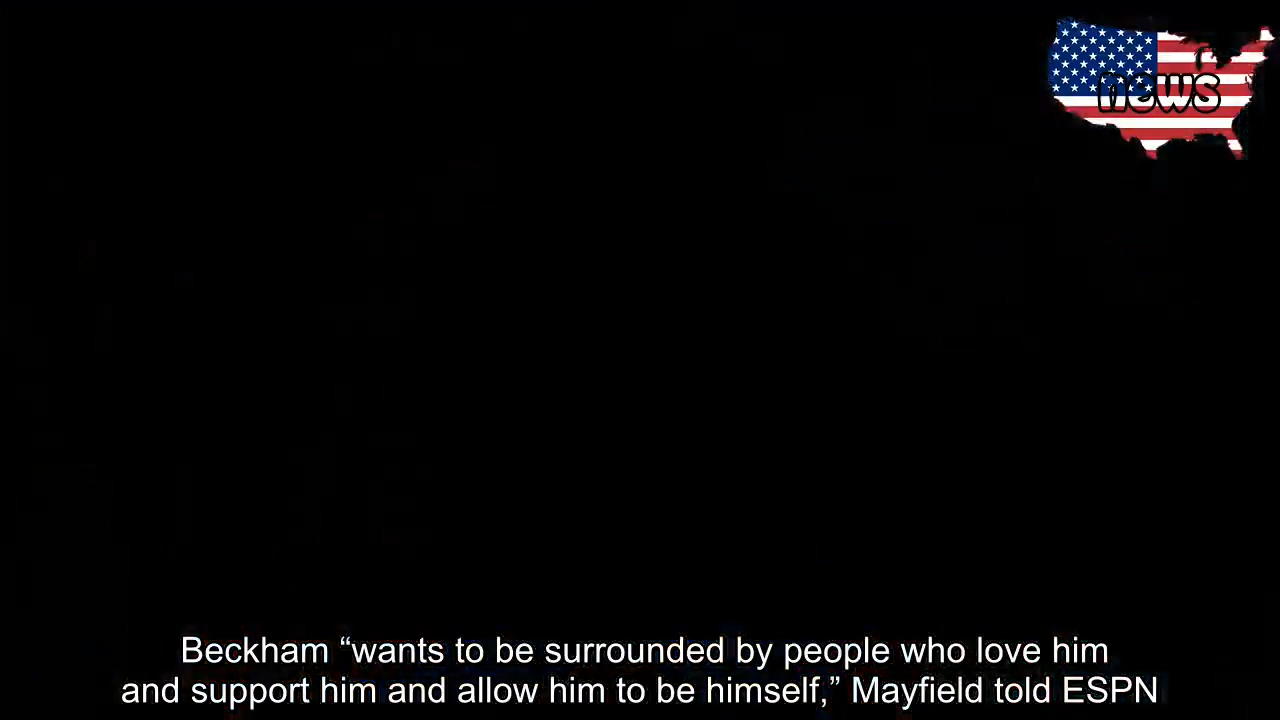 news
Beckham “wants to be surrounded by people who love him
and support him and allow him to be himself,” Mayfield told ESPN